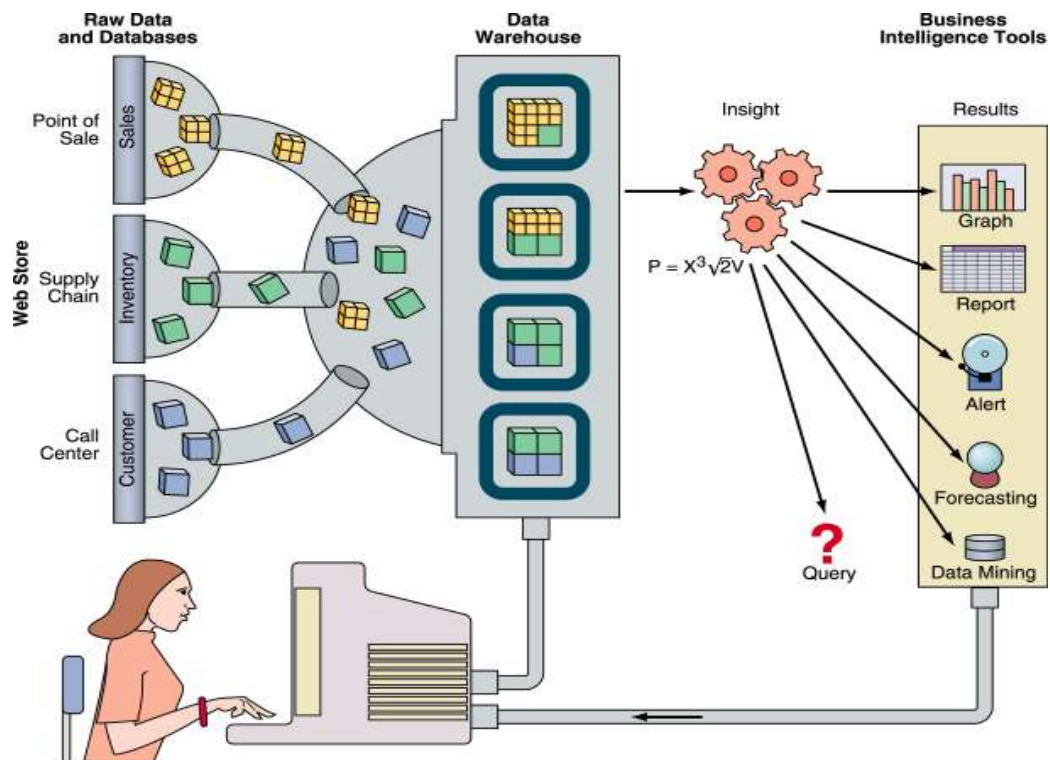 Raw Data
and Databases
Data
Warehouse
Business
Intelligence Tools
Web Store
Point of
Sale
Sales
Supply
Chain
Inventory
Call
Center
Customer
Insight
P = X³√2V
Results
Graph
Report
Alert
Forecasting
Data Mining
?
Query